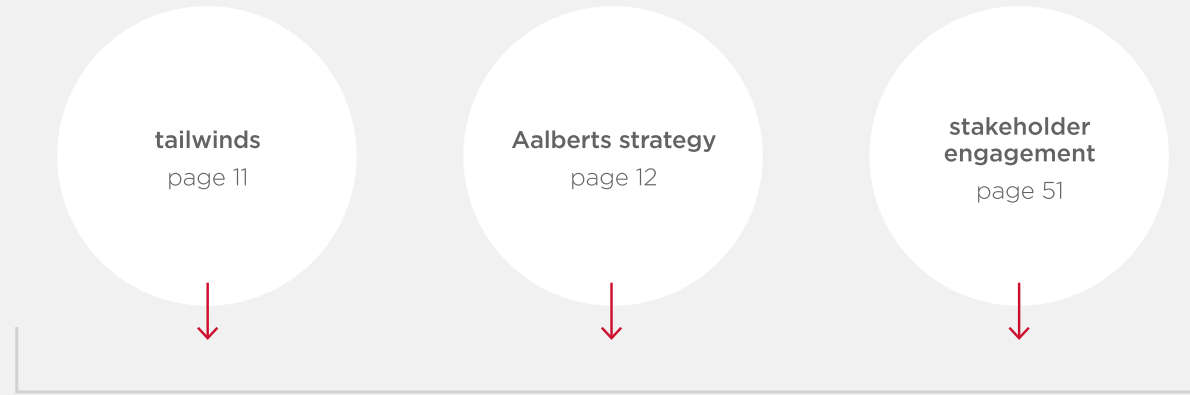 tailwinds
page 11
Aalberts strategy
page 12
stakeholder
engagement
page 51